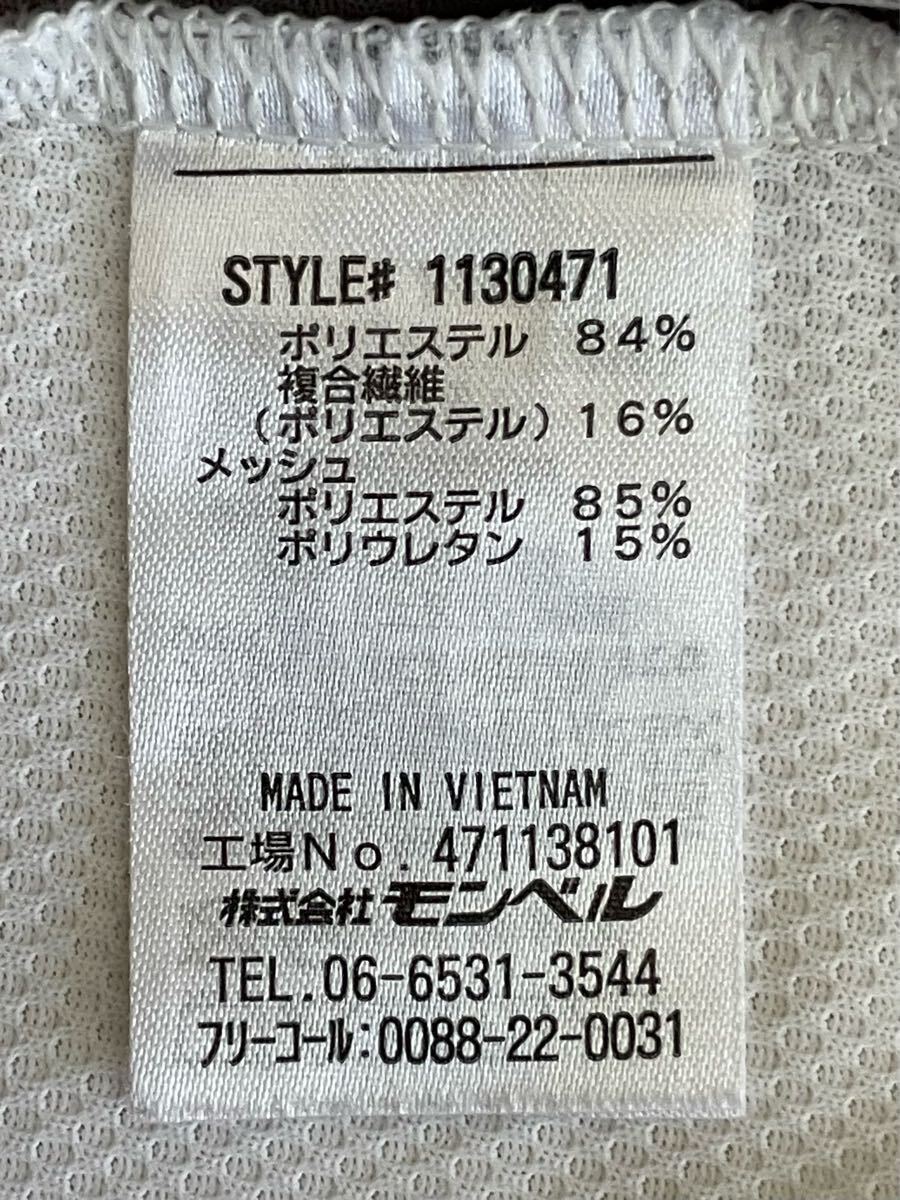 STYLE# 1130471
ポリエステル 84%
複合繊維
(ポリエステル) 16%
メッシュ
ポリエステル 85%
ポリウレタン 15%
MADE IN VIETNAM
工場No. 471138101
株式会社モンベル
TEL.06-6531-3544
フリーコール:0088-22-0031